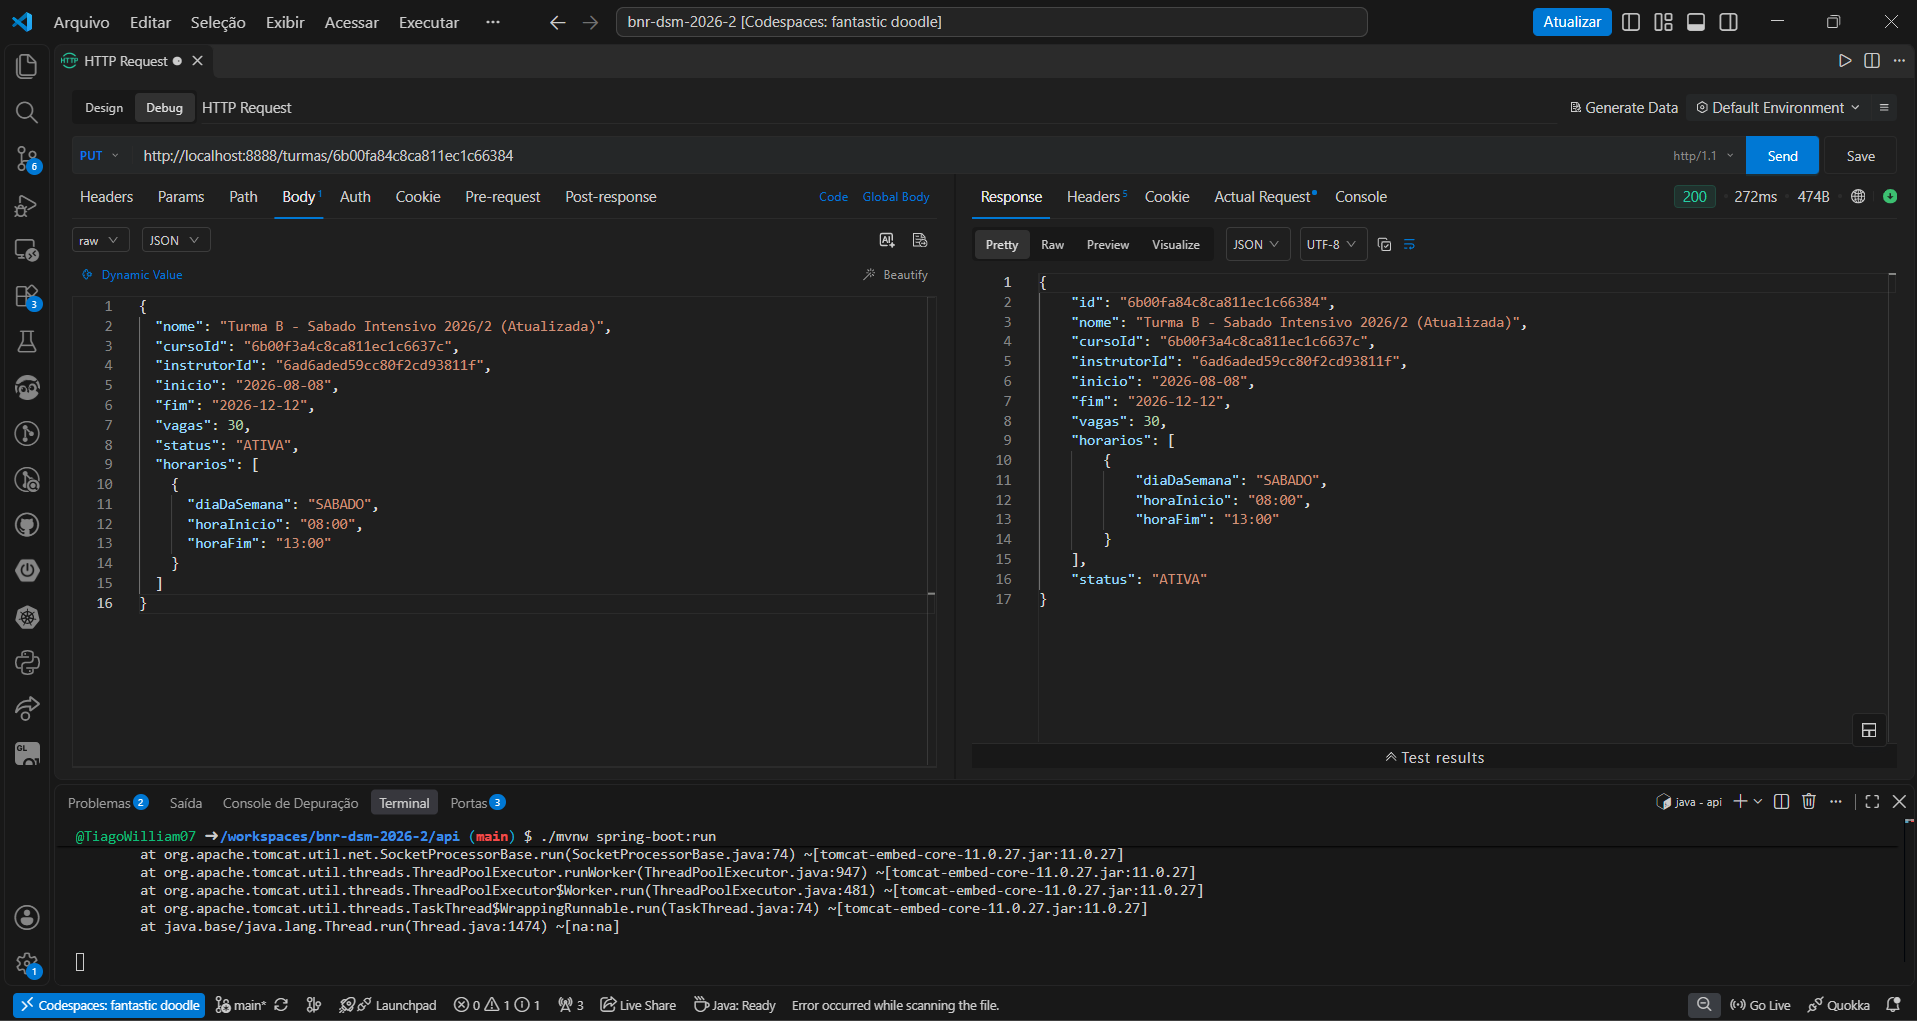 Arquivo Editar Seleção Exibir Acessar Executar ··· bnr-dsm-2026-2 [Codespaces: fantastic doodle] Atualizar
HTTP Request
Design Debug HTTP Request Generate Data Default Environment
PUT http://localhost:8888/turmas/6b00fa84c8ca811ec1c66384 http/1.1 Send Save
Headers Params Path Body 1 Auth Cookie Pre-request Post-response Code Global Body
raw JSON
Dynamic Value Beautify
1 {
2 "nome": "Turma B - Sabado Intensivo 2026/2 (Atualizada)",
3 "cursoId": "6b00f3a4c8ca811ec1c6637c",
4 "instrutorId": "6ad6aded59cc80f2cd93811f",
5 "inicio": "2026-08-08",
6 "fim": "2026-12-12",
7 "vagas": 30,
8 "status": "ATIVA",
9 "horarios": [
10 {
11 "diaDaSemana": "SABADO",
12 "horaInicio": "08:00",
13 "horaFim": "13:00"
14 }
15 ]
16 }
Response Headers 5 Cookie Actual Request Console 200 272ms 474B
Pretty Raw Preview Visualize JSON UTF-8
1 {
2 "id": "6b00fa84c8ca811ec1c66384",
3 "nome": "Turma B - Sabado Intensivo 2026/2 (Atualizada)",
4 "cursoId": "6b00f3a4c8ca811ec1c6637c",
5 "instrutorId": "6ad6aded59cc80f2cd93811f",
6 "inicio": "2026-08-08",
7 "fim": "2026-12-12",
8 "vagas": 30,
9 "horarios": [
10 {
11 "diaDaSemana": "SABADO",
12 "horaInicio": "08:00",
13 "horaFim": "13:00"
14 }
15 ],
16 "status": "ATIVA"
17 }
Test results
6
3
GL
1
Problemas 2 Saída Console de Depuração Terminal Portas 3 java - api
@TiagoWilliam07 ➜/workspaces/bnr-dsm-2026-2/api (main) $ ./mvnw spring-boot:run
at org.apache.tomcat.util.net.SocketProcessorBase.run(SocketProcessorBase.java:74) ~[tomcat-embed-core-11.0.27.jar:11.0.27]
at org.apache.tomcat.util.threads.ThreadPoolExecutor.runWorker(ThreadPoolExecutor.java:947) ~[tomcat-embed-core-11.0.27.jar:11.0.27]
at org.apache.tomcat.util.threads.ThreadPoolExecutor$Worker.run(ThreadPoolExecutor.java:481) ~[tomcat-embed-core-11.0.27.jar:11.0.27]
at org.apache.tomcat.util.threads.TaskThread$WrappingRunnable.run(TaskThread.java:74) ~[tomcat-embed-core-11.0.27.jar:11.0.27]
at java.base/java.lang.Thread.run(Thread.java:1474) ~[na:na]
Codespaces: fantastic doodle main* Launchpad 0 1 1 3 Live Share Java: Ready Error occurred while scanning the file. Go Live Quokka